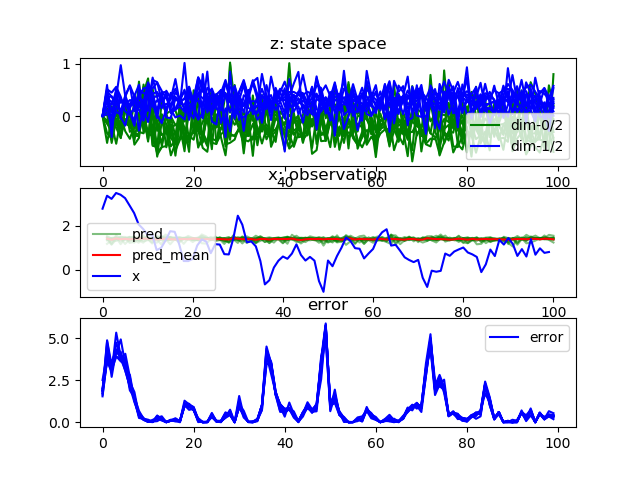 z: state space
1
0
dim-0/2
dim-1/2
0 20 40 60 80 100
x: observation
2
0
pred
pred_mean
x
0 20 40 60 80 100
error
5.0
2.5
0.0
error
0 20 40 60 80 100